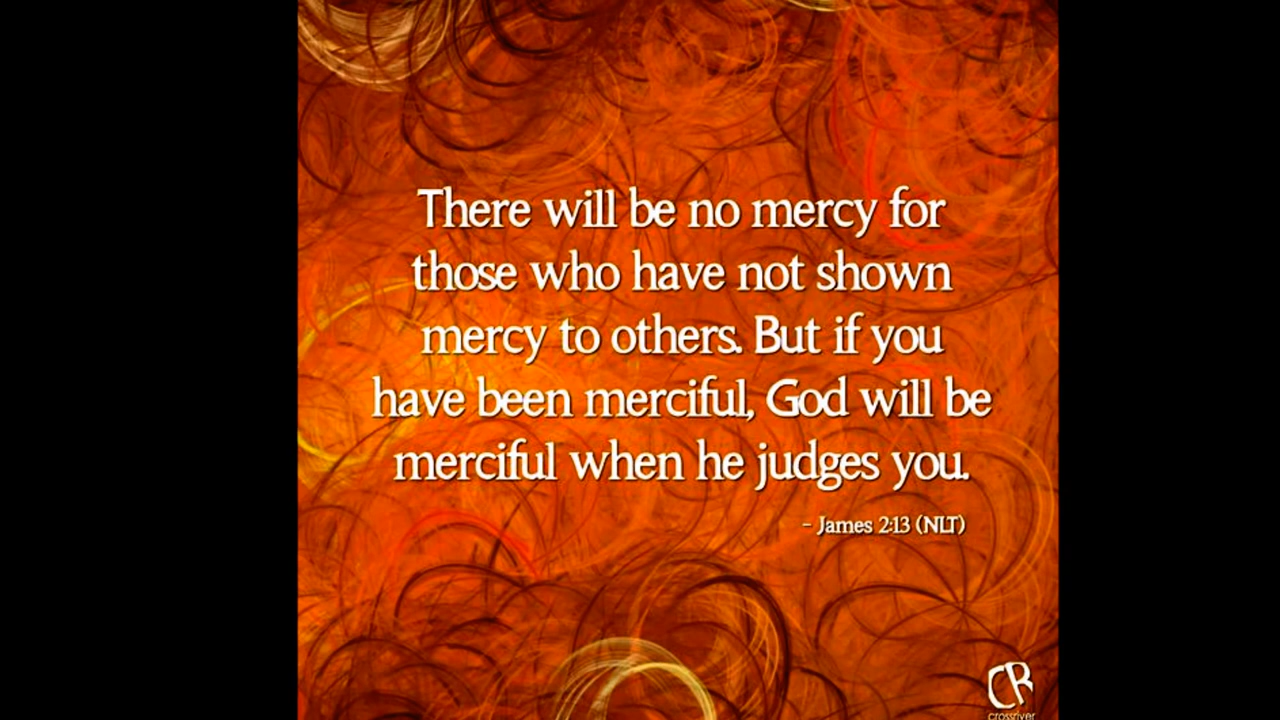 There will be no mercy for
those who have not shown
mercy to others. But if you
have been merciful, God will be
merciful when he judges you.
- James 2:13 (NLT)
CR
crossriver